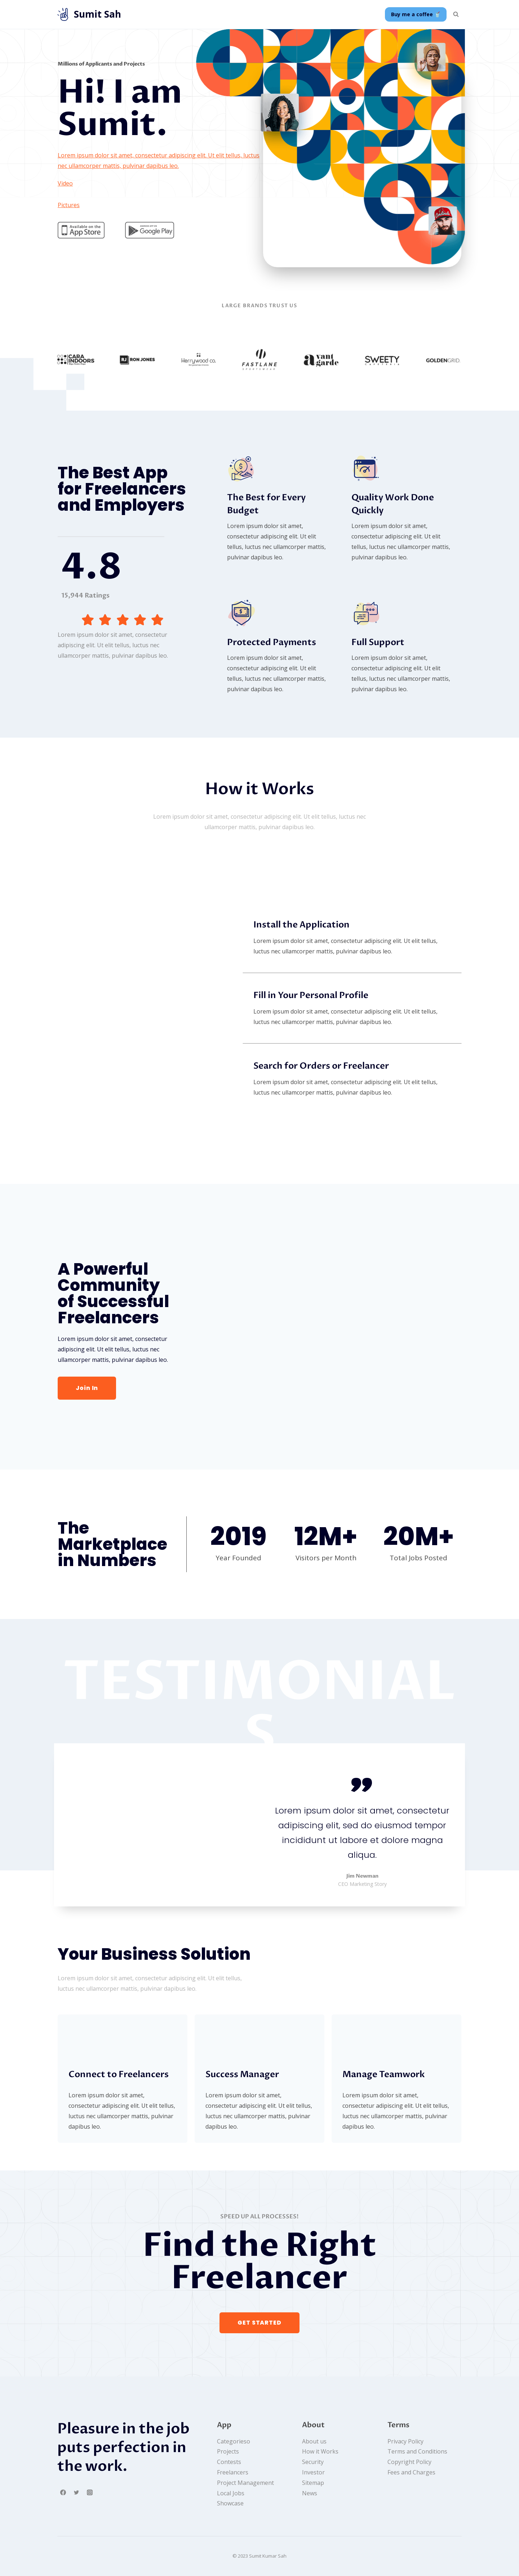 Sumit Sah
Buy me a coffee
Millions of Applicants and Projects
Hi! I am
Sumit.
Lorem ipsum dolor sit amet, consectetur adipiscing elit. Ut elit tellus, luctus
nec ullamcorper mattis, pulvinar dapibus leo.
Video
Pictures
Available on the
App Store
Google Play
LARGE BRANDS TRUST US
CARA
INDOORS
RJ RON JONES
Herrywood co.
FASTLANE
avant
garde
SWEETY
GOLDENGRID
The Best App
for Freelancers
and Employers
4.8
15,944 Ratings
Lorem ipsum dolor sit amet, consectetur
adipiscing elit. Ut elit tellus, luctus nec
ullamcorper mattis, pulvinar dapibus leo.
The Best for Every
Budget
Lorem ipsum dolor sit amet,
consectetur adipiscing elit. Ut elit
tellus, luctus nec ullamcorper mattis,
pulvinar dapibus leo.
Quality Work Done
Quickly
Lorem ipsum dolor sit amet,
consectetur adipiscing elit. Ut elit
tellus, luctus nec ullamcorper mattis,
pulvinar dapibus leo.
Protected Payments
Lorem ipsum dolor sit amet,
consectetur adipiscing elit. Ut elit
tellus, luctus nec ullamcorper mattis,
pulvinar dapibus leo.
Full Support
Lorem ipsum dolor sit amet,
consectetur adipiscing elit. Ut elit
tellus, luctus nec ullamcorper mattis,
pulvinar dapibus leo.
How it Works
Lorem ipsum dolor sit amet, consectetur adipiscing elit. Ut elit tellus, luctus nec
ullamcorper mattis, pulvinar dapibus leo.
Install the Application
Lorem ipsum dolor sit amet, consectetur adipiscing elit. Ut elit tellus,
luctus nec ullamcorper mattis, pulvinar dapibus leo.
Fill in Your Personal Profile
Lorem ipsum dolor sit amet, consectetur adipiscing elit. Ut elit tellus,
luctus nec ullamcorper mattis, pulvinar dapibus leo.
Search for Orders or Freelancer
Lorem ipsum dolor sit amet, consectetur adipiscing elit. Ut elit tellus,
luctus nec ullamcorper mattis, pulvinar dapibus leo.
A Powerful
Community
of Successful
Freelancers
Lorem ipsum dolor sit amet, consectetur
adipiscing elit. Ut elit tellus, luctus nec
ullamcorper mattis, pulvinar dapibus leo.
Join In
The
Marketplace
in Numbers
2019
Year Founded
12M+
Visitors per Month
20M+
Total Jobs Posted
TESTIMONIAL
S
Lorem ipsum dolor sit amet, consectetur
adipiscing elit, sed do eiusmod tempor
incididunt ut labore et dolore magna
aliqua.
Jim Newman
CEO Marketing Story
Your Business Solution
Lorem ipsum dolor sit amet, consectetur adipiscing elit. Ut elit tellus,
luctus nec ullamcorper mattis, pulvinar dapibus leo.
Connect to Freelancers
Lorem ipsum dolor sit amet,
consectetur adipiscing elit. Ut elit tellus,
luctus nec ullamcorper mattis, pulvinar
dapibus leo.
Success Manager
Lorem ipsum dolor sit amet,
consectetur adipiscing elit. Ut elit tellus,
luctus nec ullamcorper mattis, pulvinar
dapibus leo.
Manage Teamwork
Lorem ipsum dolor sit amet,
consectetur adipiscing elit. Ut elit tellus,
luctus nec ullamcorper mattis, pulvinar
dapibus leo.
SPEED UP ALL PROCESSES!
Find the Right
Freelancer
GET STARTED
Pleasure in the job
puts perfection in
the work.
App
Categorieso
Projects
Contests
Freelancers
Project Management
Local Jobs
Showcase
About
About us
How it Works
Security
Investor
Sitemap
News
Terms
Privacy Policy
Terms and Conditions
Copyright Policy
Fees and Charges
© 2023 Sumit Kumar Sah